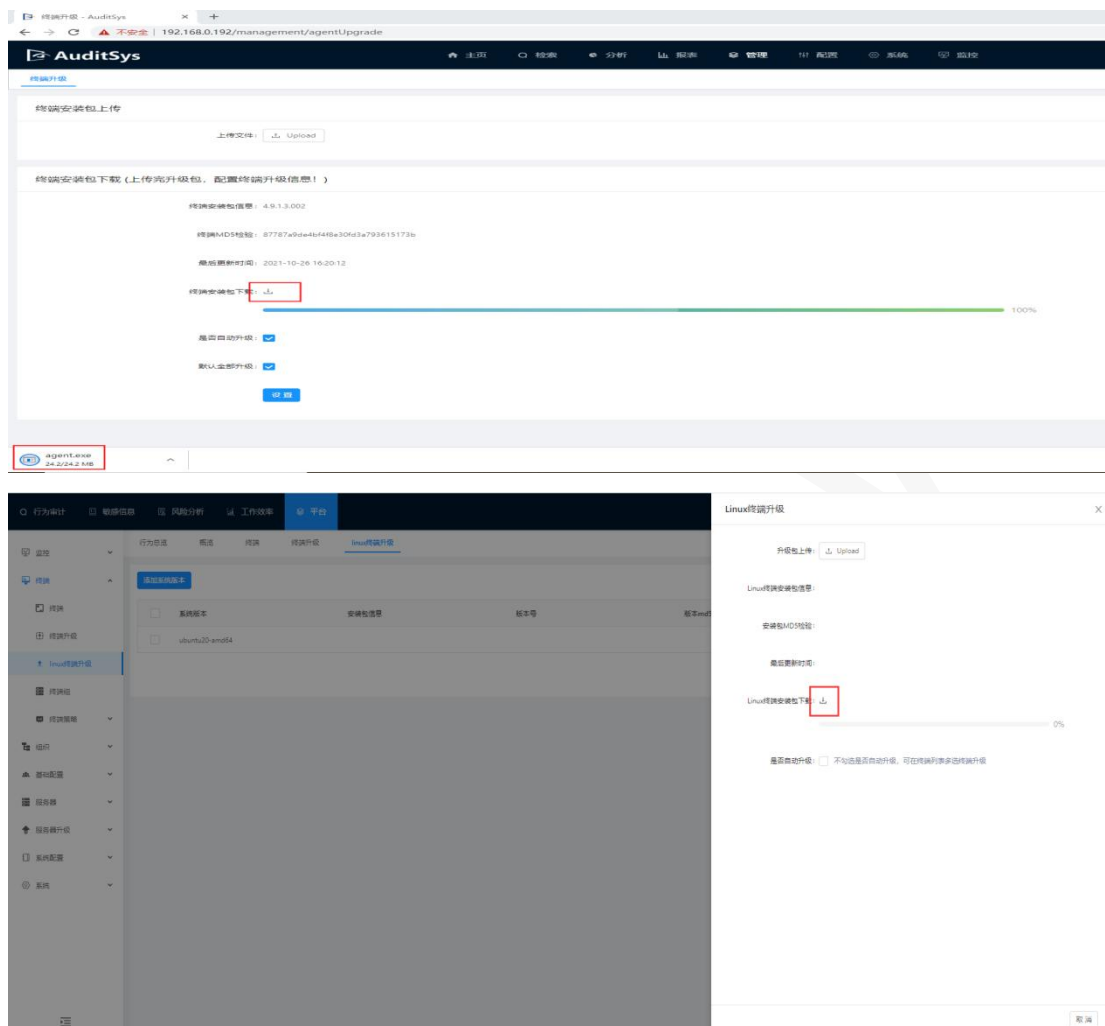 终端升级 - AuditSys × +
不安全 | 192.168.0.192/management/agentUpgrade
AuditSys 主页 检索 分析 报表 管理 配置 系统 监控
终端升级
终端安装包上传
上传文件: Upload
终端安装包下载 (上传完升级包, 配置终端升级信息! )
终端安装包信息: 4.9.1.3.002
终端MD5检验: 87787a9de4bf4f8e30fd3a793615173b
最后更新时间: 2021-10-26 16:20:12
终端安装包下载:
100%
是否自动升级:
默认全部升级:
设 置
agent.exe
24.2/24.2 MB
行为审计 敏感信息 风险分析 工作效率 平台
Linux终端升级 ×
行为总览 概览 终端 终端升级 linux终端升级
监控
终端
终端
终端升级
linux终端升级
终端组
终端策略
组织
基础配置
服务器
服务器升级
系统配置
系统
添加系统版本
系统版本 安装包信息 版本号 版本md5
ubuntu20-amd64
升级包上传: Upload
Linux终端安装包信息:
安装包MD5检验:
最后更新时间:
Linux终端安装包下载:
0%
是否自动升级: 不勾选是否自动升级, 可在终端列表多选终端升级
取 消